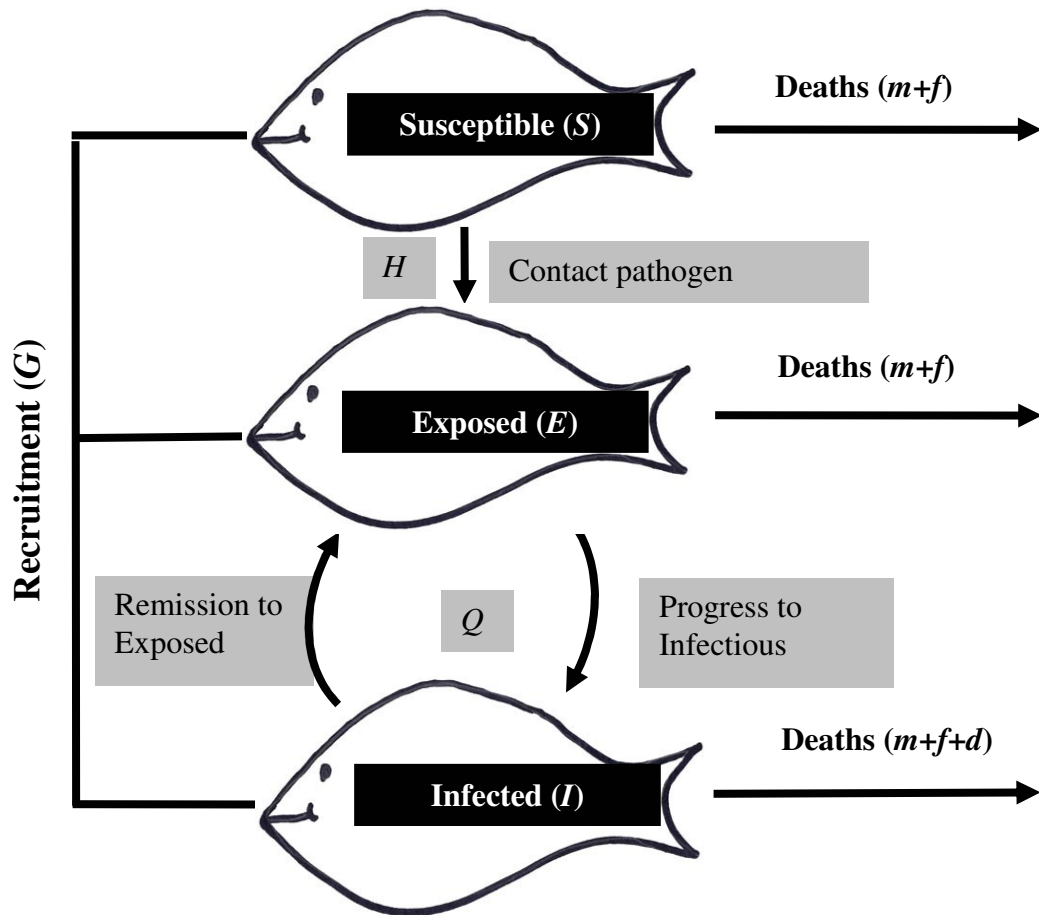 Deaths (m+f)
Susceptible (S)
H
Contact pathogen
Recruitment (G)
Deaths (m+f)
Exposed (E)
Remission to
Exposed
Q
Progress to
Infectious
Deaths (m+f+d)
Infected (I)